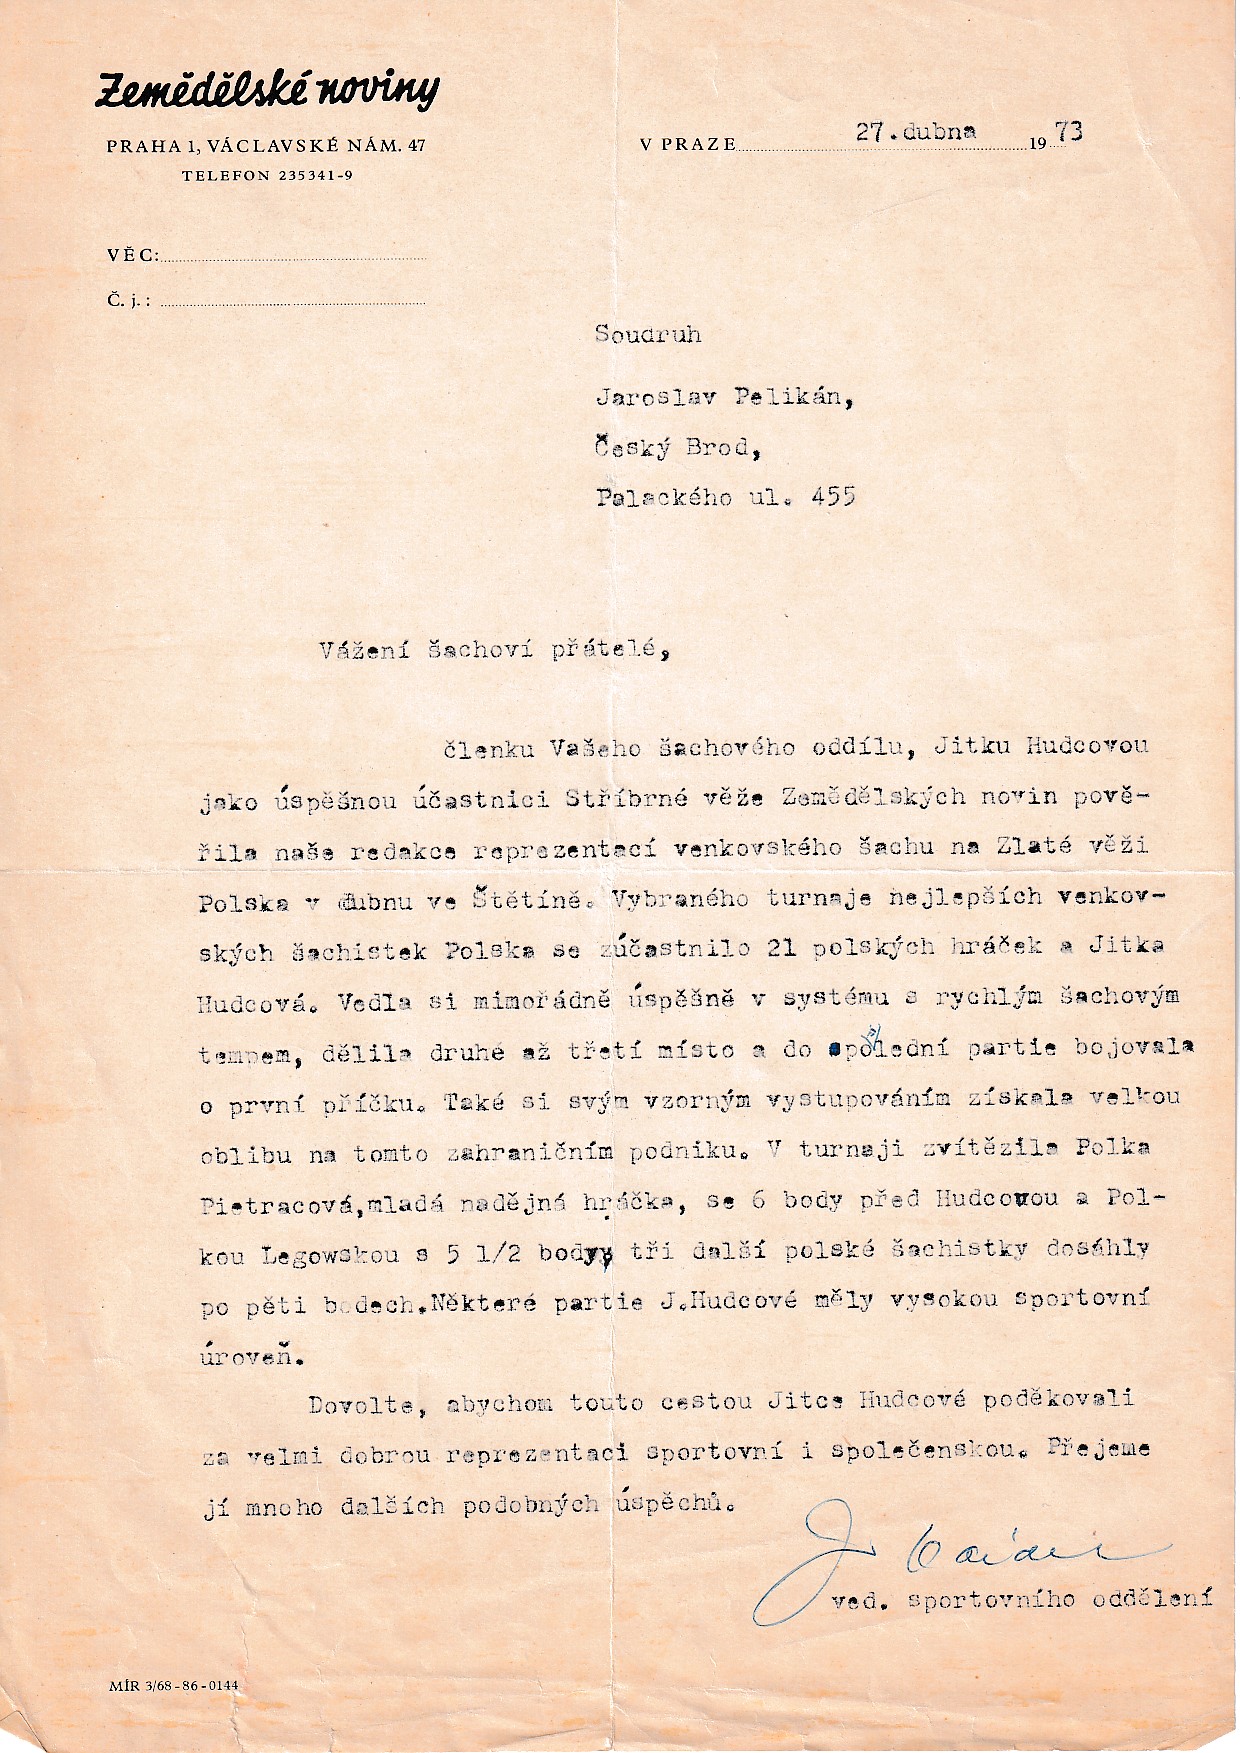 Zemědělské noviny
PRAHA 1, VÁCLAVSKÉ NÁM. 47
TELEFON 235341-9
V PRAZE 27.dubna 1973
VĚC:
Č. j. :
Soudruh
Jaroslav Pelikán,
Český Brod,
Palackého ul. 455
Vážení šachoví přátelé,
členku Vašeho šachového oddílu, Jitku Hudcovou
jako úspěšnou účastnici Stříbrné věže Zemědělských novin pově-
řila naše redakce reprezentací venkovského šachu na Zlaté věži
Polska v dubnu ve Štětíně. Vybraného turnaje nejlepších venkov-
ských šachistek Polska se zúčastnilo 21 polských hráček a Jitka
Hudcová. Vedla si mimořádně úspěšně v systému s rychlým šachovým
tempem, dělila druhé až třetí místo a do poslední partie bojovala
o první příčku. Také si svým vzorným vystupováním získala velkou
oblibu na tomto zahraničním podniku. V turnaji zvítězila Polka
Pietracová,mladá nadějná hráčka, se 6 body před Hudcovou a Pol-
kou Legowskou s 5 1/2 body, tři další polské šachistky dosáhly
po pěti bodech.Některé partie J.Hudcové měly vysokou sportovní
úroveň.
Dovolte, abychom touto cestou Jitce Hudcové poděkovali
za velmi dobrou reprezentaci sportovní i společenskou. Přejeme
jí mnoho dalších podobných úspěchů.
ved. sportovního oddělení
MÍR 3/68-86-0144